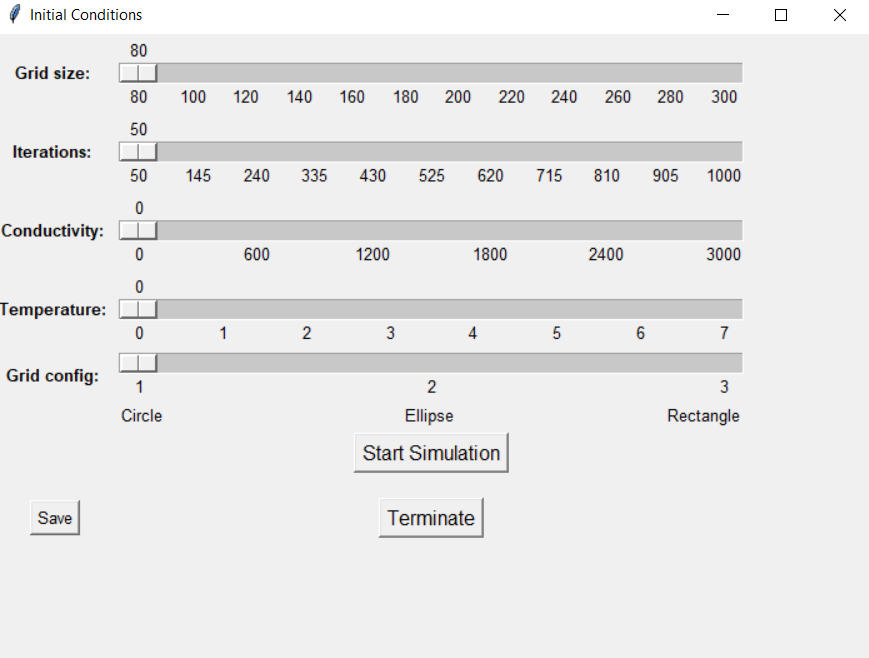 Initial Conditions
80
Grid size:
80 100 120 140 160 180 200 220 240 260 280 300
50
Iterations:
50 145 240 335 430 525 620 715 810 905 1000
0
Conductivity:
0 600 1200 1800 2400 3000
0
Temperature:
0 1 2 3 4 5 6 7
Grid config:
1 2 3
Circle Ellipse Rectangle
Start Simulation
Save Terminate